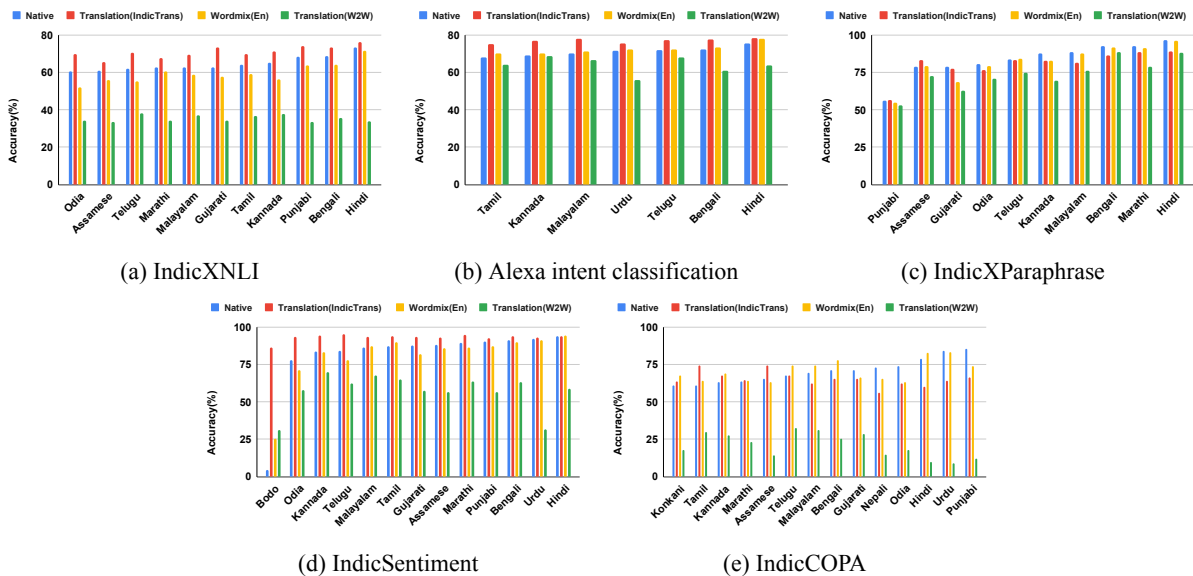 Native Translation(IndicTrans) Wordmix(En) Translation(W2W)
Accuracy(%)
80
60
40
20
0
Odia Assamese Telugu Marathi Malayalam Gujarati Tamil Kannada Punjabi Bengali Hindi
(a) IndicXNLI
Native Translation(IndicTrans) Wordmix(En) Translation(W2W)
Accuracy(%)
80
60
40
20
0
Tamil Kannada Malayalam Urdu Telugu Bengali Hindi
(b) Alexa intent classification
Native Translation(IndicTrans) Wordmix(En) Translation(W2W)
Accuracy(%)
100
75
50
25
0
Punjabi Assamese Gujarati Odia Telugu Kannada Malayalam Bengali Marathi Hindi
(c) IndicXParaphrase
Native Translation(IndicTrans) Wordmix(En) Translation(W2W)
Accuracy(%)
100
75
50
25
0
Bodo Odia Kannada Telugu Malayalam Tamil Gujarati Assamese Marathi Punjabi Bengali Urdu Hindi
(d) IndicSentiment
Native Translation(IndicTrans) Wordmix(En) Translation(W2W)
Accuracy(%)
100
75
50
25
0
Konkani Tamil Kannada Marathi Assamese Telugu Malayalam Bengali Gujarati Nepali Odia Hindi Urdu Punjabi
(e) IndicCOPA